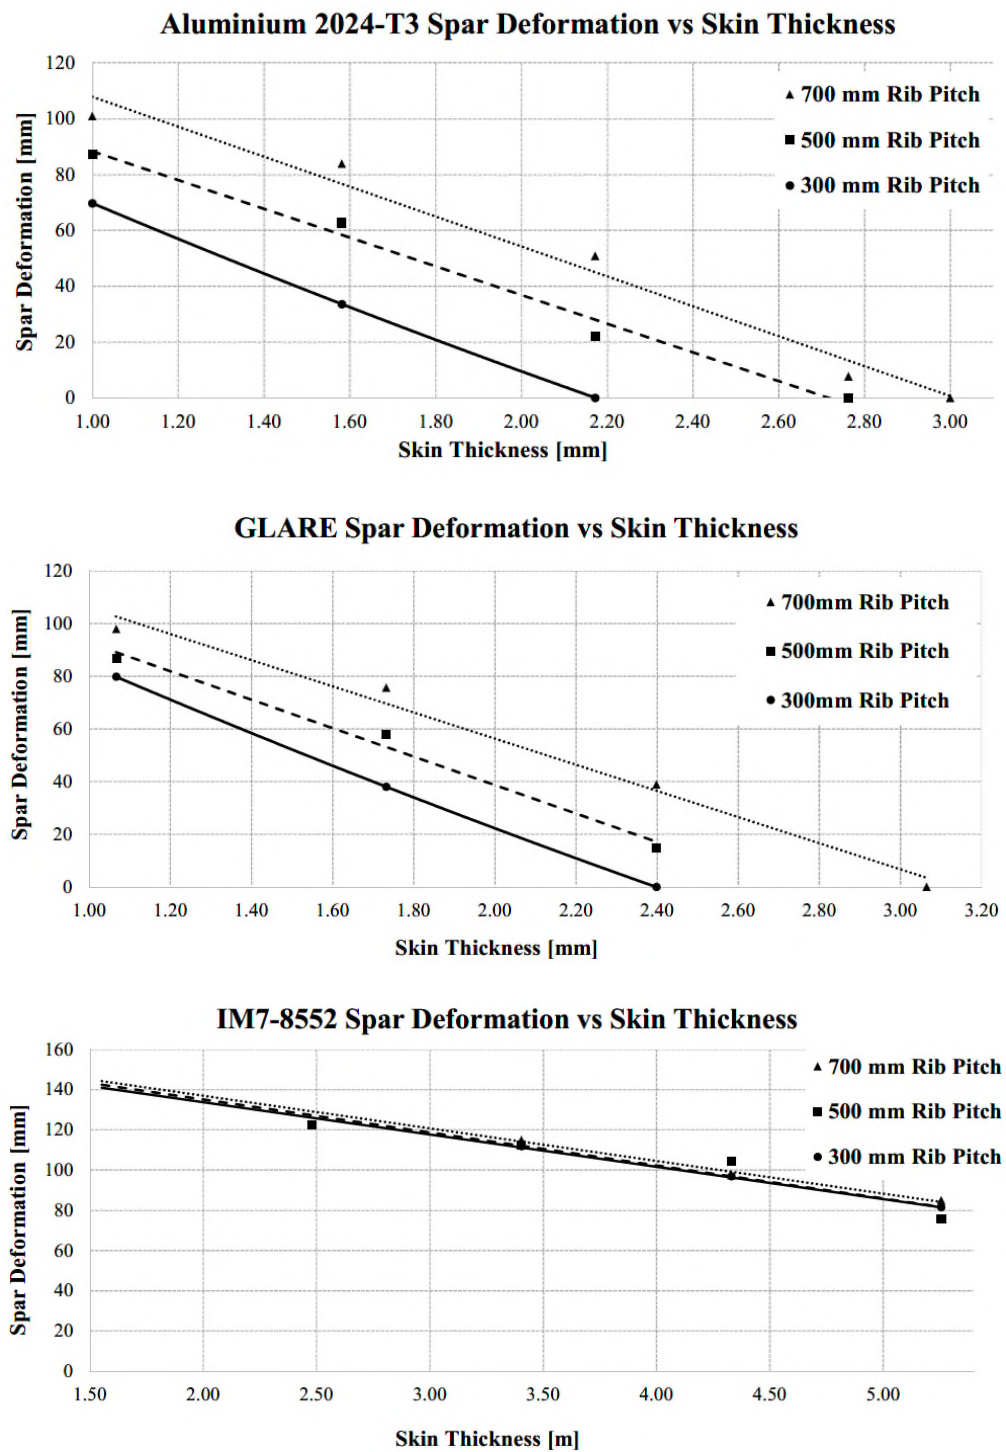 Aluminium 2024-T3 Spar Deformation vs Skin Thickness
120
100
80
60
40
20
0
Spar Deformation [mm]
700 mm Rib Pitch
500 mm Rib Pitch
300 mm Rib Pitch
1.00 1.20 1.40 1.60 1.80 2.00 2.20 2.40 2.60 2.80 3.00
Skin Thickness [mm]
GLARE Spar Deformation vs Skin Thickness
120
100
80
60
40
20
0
Spar Deformation [mm]
700mm Rib Pitch
500mm Rib Pitch
300mm Rib Pitch
1.00 1.20 1.40 1.60 1.80 2.00 2.20 2.40 2.60 2.80 3.00 3.20
Skin Thickness [mm]
IM7-8552 Spar Deformation vs Skin Thickness
160
140
120
100
80
60
40
20
0
Spar Deformation [mm]
700 mm Rib Pitch
500 mm Rib Pitch
300 mm Rib Pitch
1.50 2.00 2.50 3.00 3.50 4.00 4.50 5.00
Skin Thickness [m]